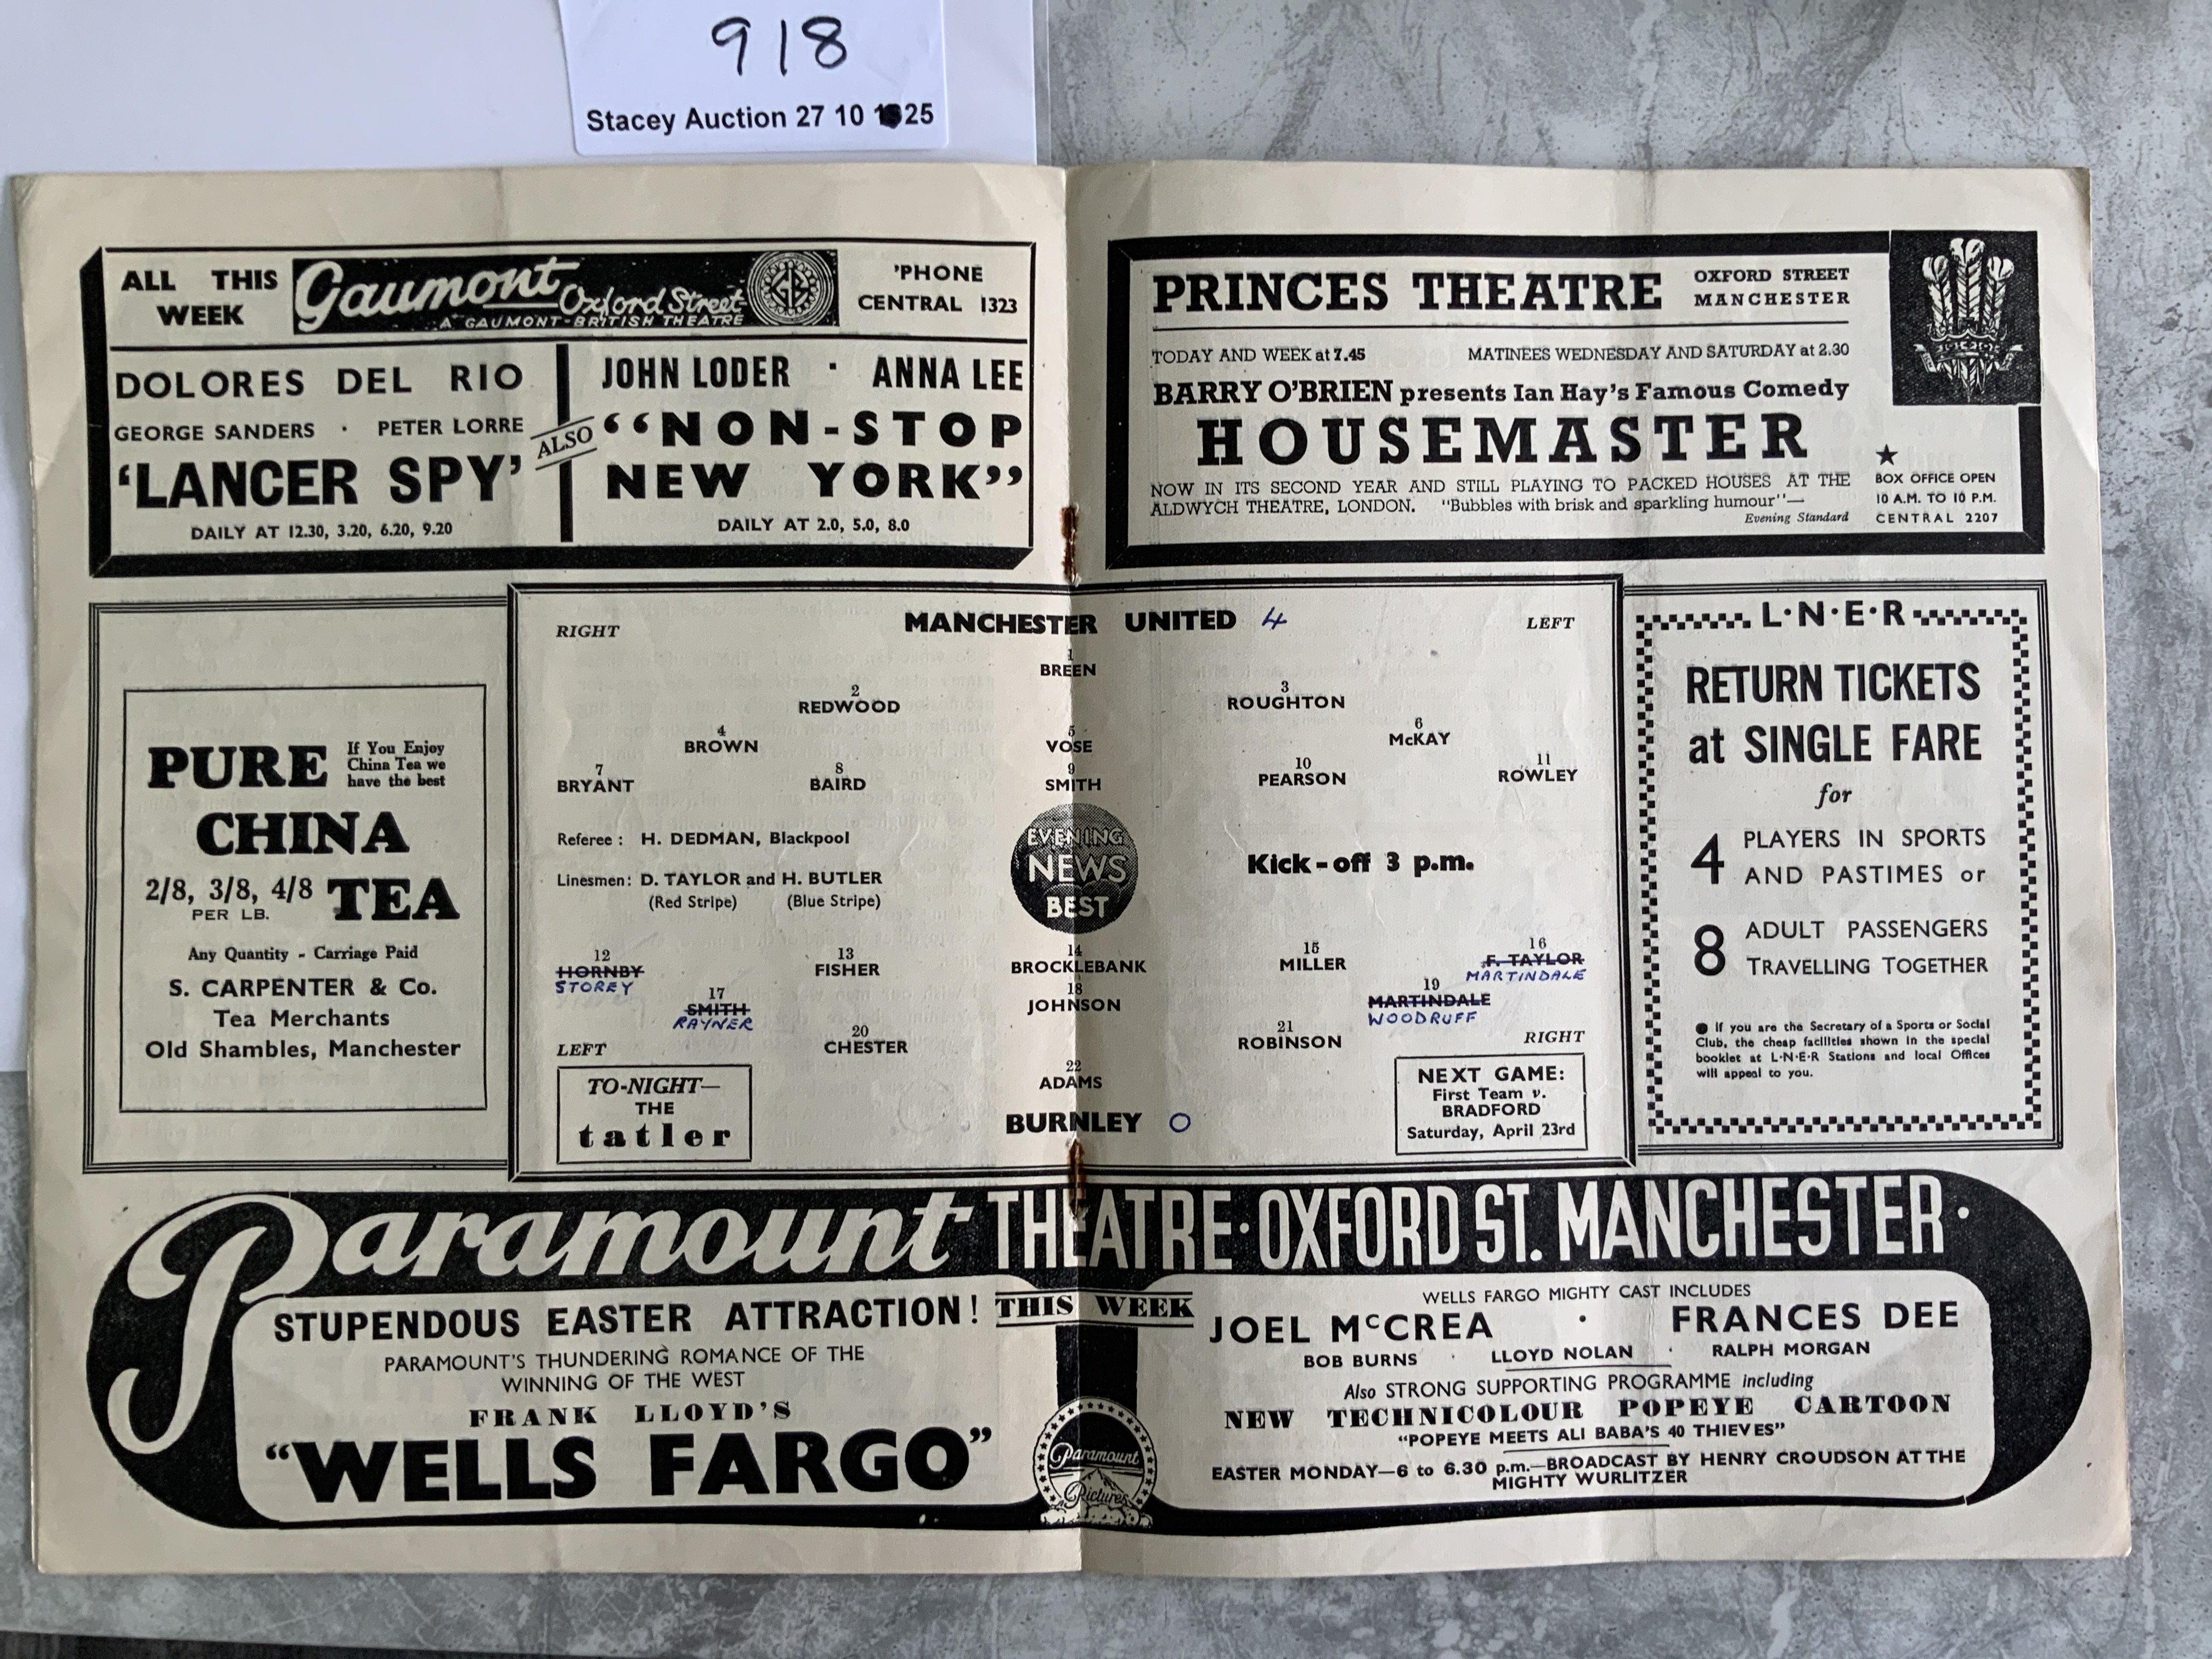 918
Stacey Auction 27 10 25
ALL THIS WEEK
Gaumont Oxford Street
A GAUMONT-BRITISH THEATRE
GB
'PHONE
CENTRAL 1323
DOLORES DEL RIO
GEORGE SANDERS · PETER LORRE
'LANCER SPY'
DAILY AT 12.30, 3.20, 6.20, 9.20
ALSO
JOHN LODER · ANNA LEE
“NON-STOP
NEW YORK”
DAILY AT 2.0, 5.0, 8.0
PRINCES THEATRE
OXFORD STREET
MANCHESTER
TODAY AND WEEK at 7.45 MATINEES WEDNESDAY AND SATURDAY at 2.30
BARRY O'BRIEN presents Ian Hay's Famous Comedy
HOUSEMASTER
NOW IN ITS SECOND YEAR AND STILL PLAYING TO PACKED HOUSES AT THE
ALDWYCH THEATRE, LONDON. "Bubbles with brisk and sparkling humour"—
Evening Standard
BOX OFFICE OPEN
10 A.M. TO 10 P.M.
CENTRAL 2207
PURE
If You Enjoy
China Tea we
have the best
CHINA
2/8, 3/8, 4/8
PER LB.
TEA
Any Quantity - Carriage Paid
S. CARPENTER & Co.
Tea Merchants
Old Shambles, Manchester
RIGHT
MANCHESTER UNITED 4
LEFT
1
BREEN
2
REDWOOD
3
ROUGHTON
4
BROWN
5
VOSE
6
McKAY
7
BRYANT
8
BAIRD
9
SMITH
10
PEARSON
11
ROWLEY
Referee : H. DEDMAN, Blackpool
Linesmen: D. TAYLOR and H. BUTLER
(Red Stripe) (Blue Stripe)
EVENING
NEWS
BEST
Kick-off 3 p.m.
12
HORNBY
STOREY
13
FISHER
14
BROCKLEBANK
15
MILLER
16
F. TAYLOR
MARTINDALE
17
SMITH
RAYNER
18
JOHNSON
19
MARTINDALE
WOODRUFF
20
CHESTER
21
ROBINSON
LEFT
RIGHT
22
ADAMS
BURNLEY 0
TO-NIGHT—
THE
tatler
NEXT GAME:
First Team v.
BRADFORD
Saturday, April 23rd
L·N·E·R
RETURN TICKETS
at SINGLE FARE
for
4 PLAYERS IN SPORTS
AND PASTIMES or
8 ADULT PASSENGERS
TRAVELLING TOGETHER
● If you are the Secretary of a Sports or Social
Club, the cheap facilities shown in the special
booklet at L·N·E·R Stations and local Offices
will appeal to you.
Paramount THEATRE·OXFORD ST. MANCHESTER·
STUPENDOUS EASTER ATTRACTION! THIS WEEK
PARAMOUNT'S THUNDERING ROMANCE OF THE
WINNING OF THE WEST
FRANK LLOYD'S
“WELLS FARGO”
Paramount
Pictures
WELLS FARGO MIGHTY CAST INCLUDES
JOEL McCREA · FRANCES DEE
BOB BURNS · LLOYD NOLAN · RALPH MORGAN
Also STRONG SUPPORTING PROGRAMME including
NEW TECHNICOLOUR POPEYE CARTOON
“POPEYE MEETS ALI BABA'S 40 THIEVES”
EASTER MONDAY—6 to 6.30 p.m.—BROADCAST BY HENRY CROUDSON AT THE
MIGHTY WURLITZER